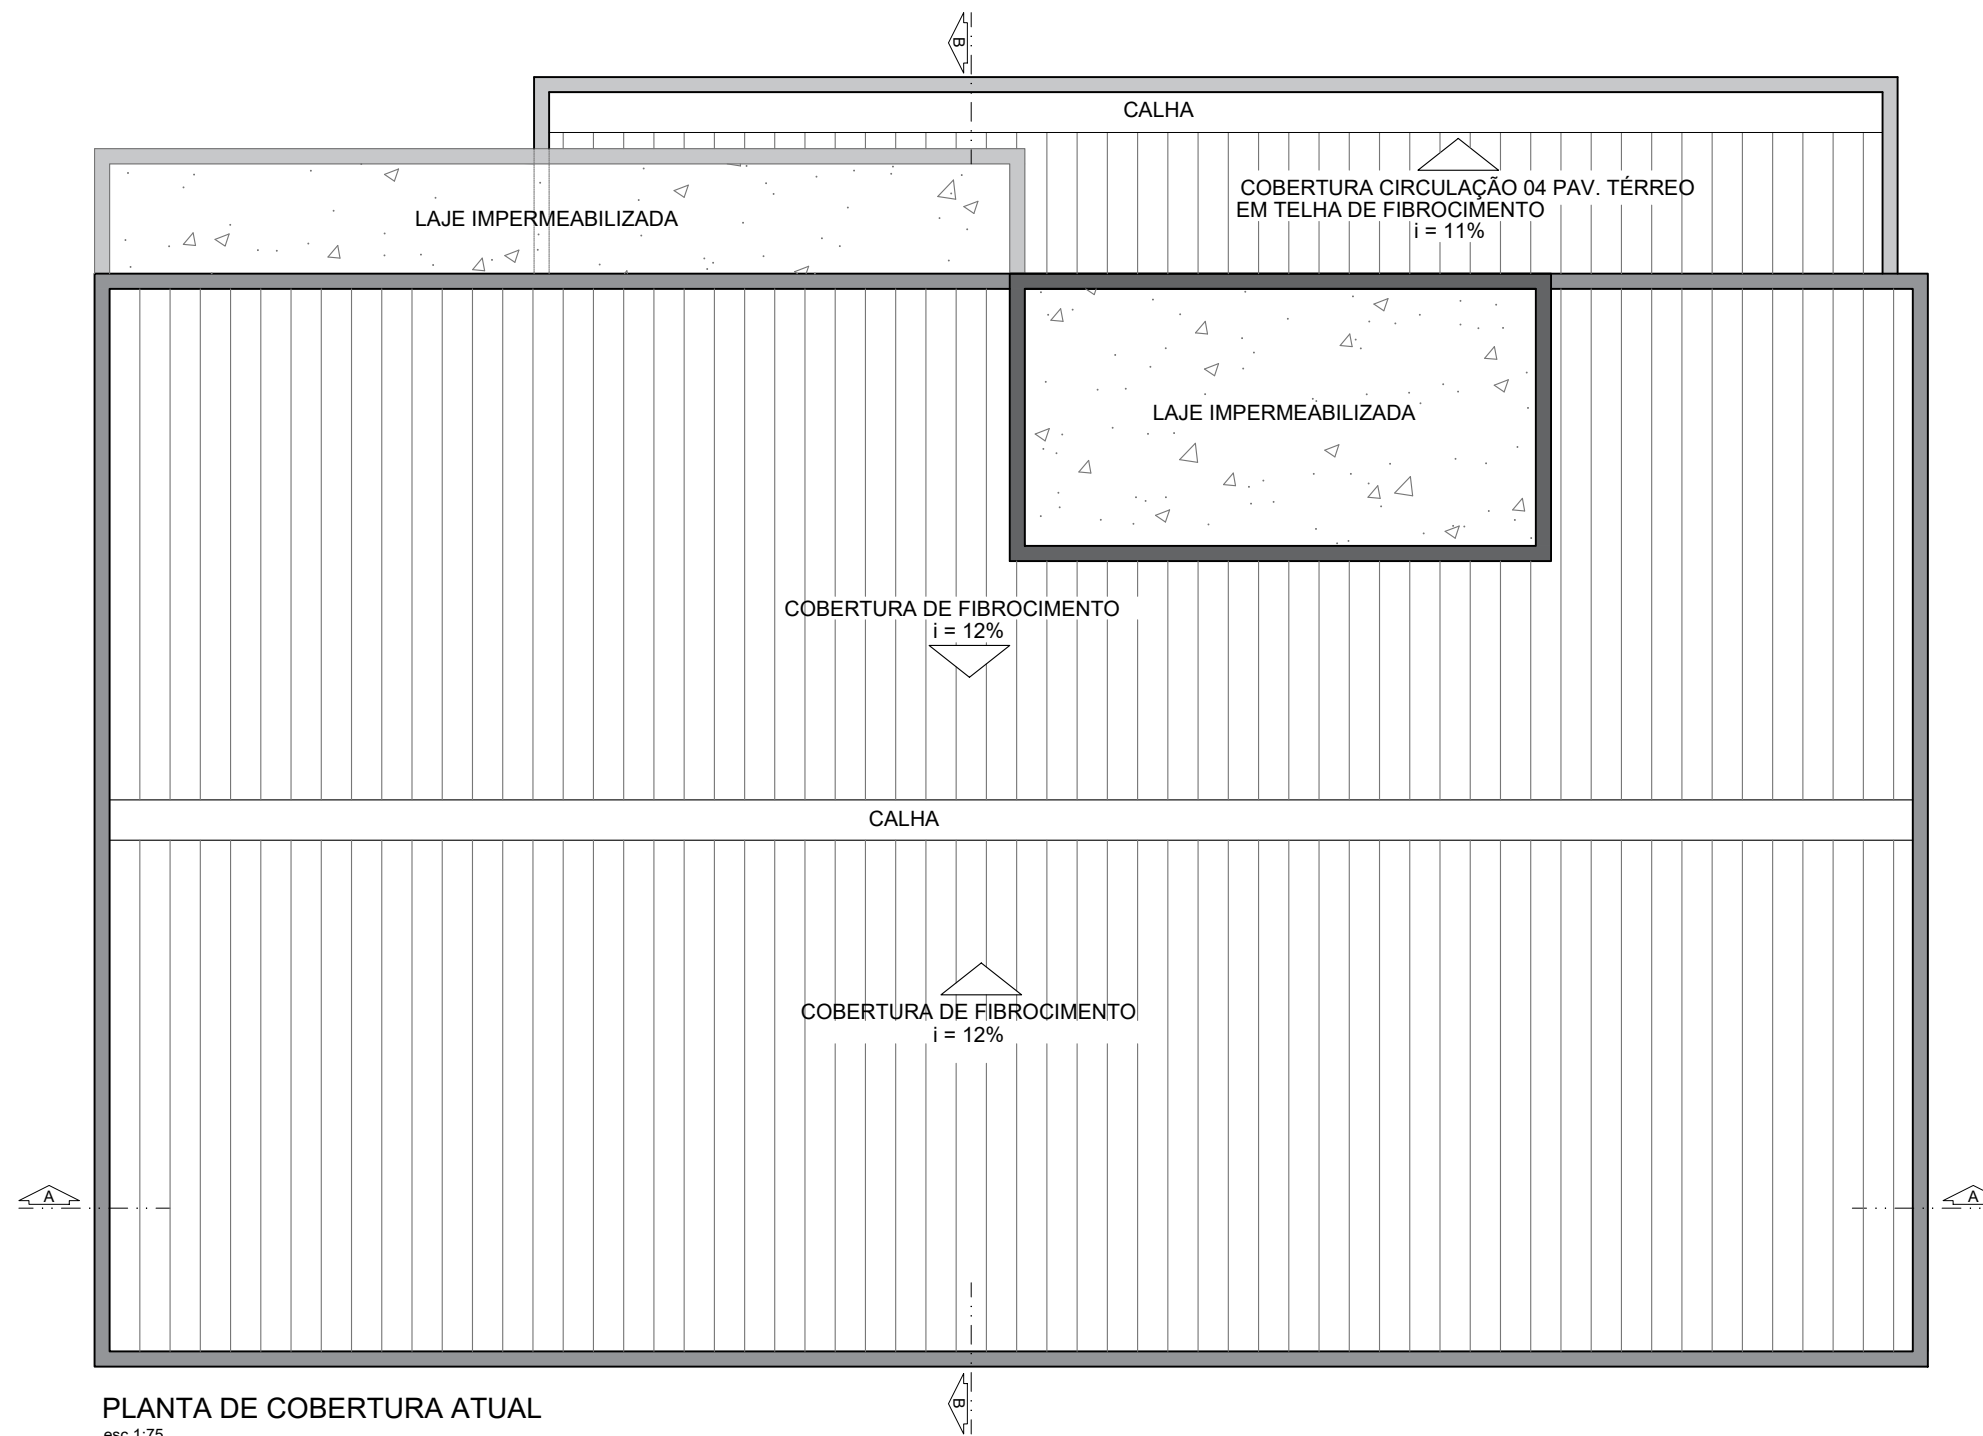 B
CALHA
COBERTURA CIRCULAÇÃO 04 PAV. TÉRREO
EM TELHA DE FIBROCIMENTO
i = 11%
LAJE IMPERMEABILIZADA
LAJE IMPERMEABILIZADA
COBERTURA DE FIBROCIMENTO
i = 12%
CALHA
COBERTURA DE FIBROCIMENTO
i = 12%
A
A
B
PLANTA DE COBERTURA ATUAL
esc 1:75